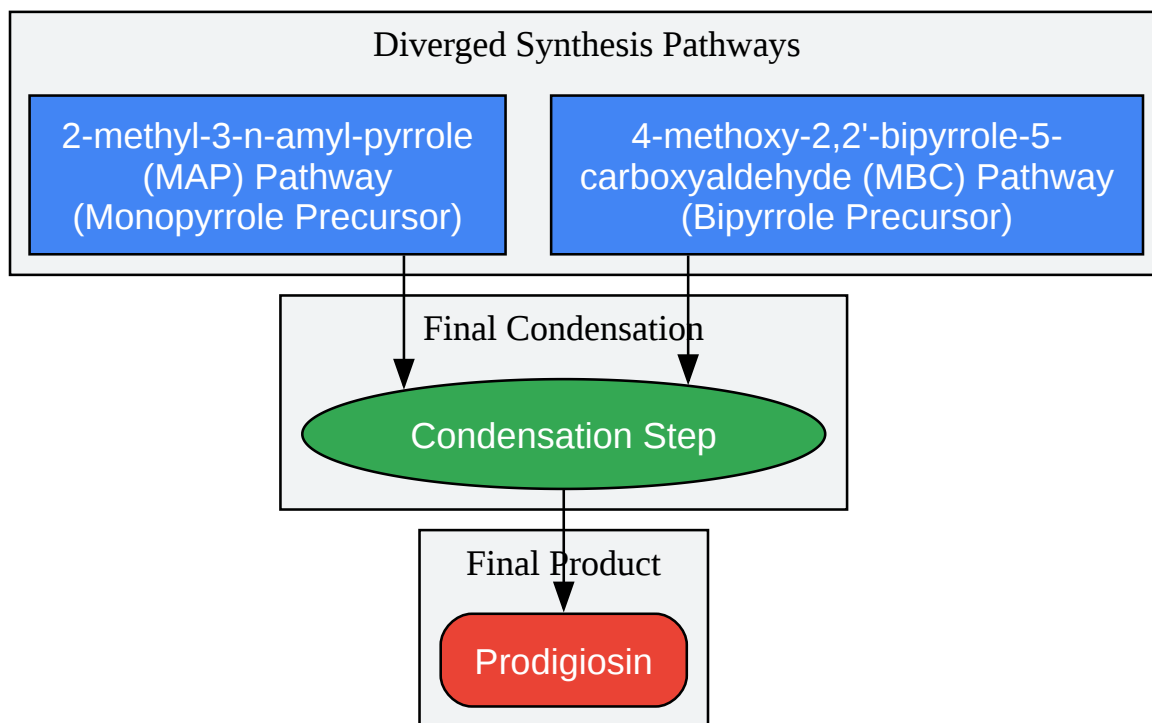 Diverged Synthesis Pathways
2-methyl-3-n-amyl-pyrrole
(MAP) Pathway
(Monopyrrole Precursor)
4-methoxy-2,2'-bipyrrole-5-
carboxyaldehyde (MBC) Pathway
(Bipyrrole Precursor)
Final Condensation
Condensation Step
Final Product
Prodigiosin